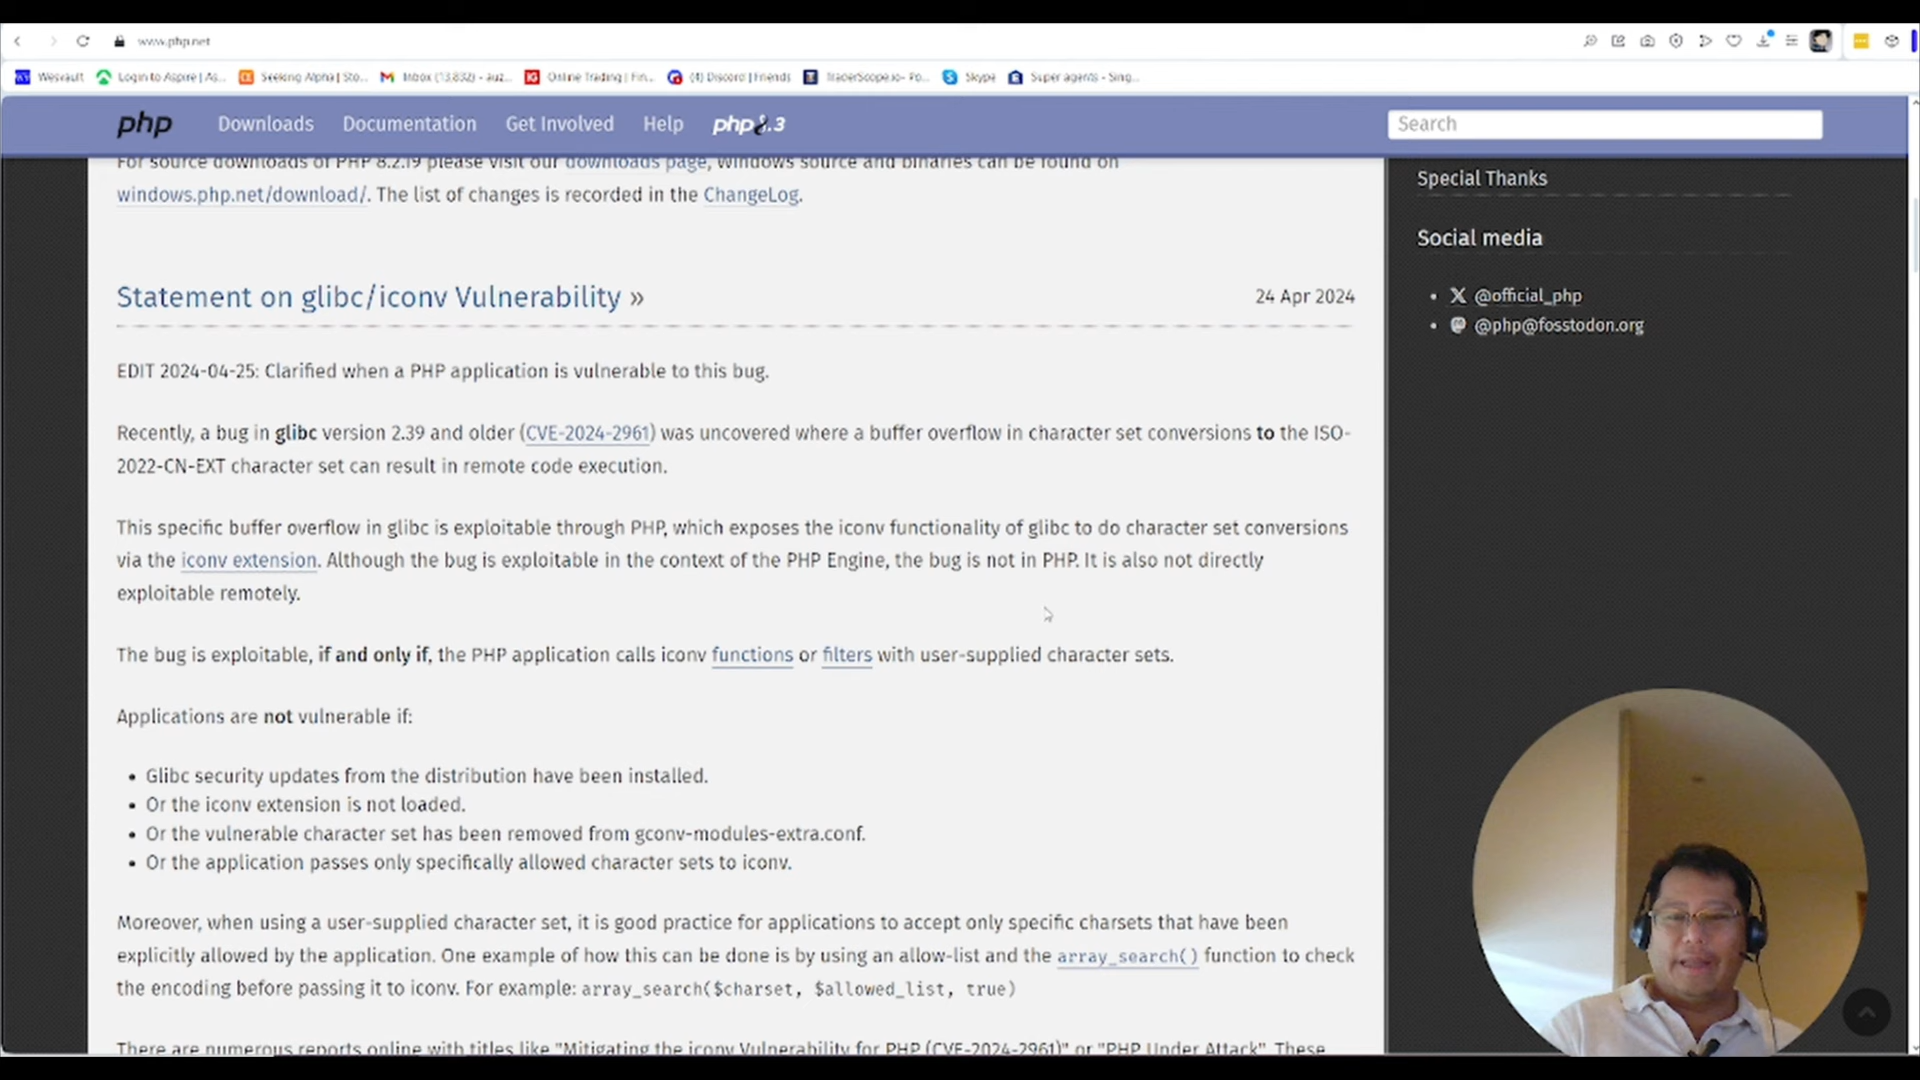 www.php.net
Wesvault
Login to Aspire | As...
Seeking Alpha | Sto...
Inbox (13,832) - auz...
Online Trading | Fin...
(4) Discord | Friends
TraderScope.io- Po...
Skype
Super agents - Sing...
php
Downloads
Documentation
Get Involved
Help
php8.3
Search
For source downloads of PHP 8.2.19 please visit our downloads page, Windows source and binaries can be found on
windows.php.net/download/. The list of changes is recorded in the ChangeLog.
Statement on glibc/iconv Vulnerability »
24 Apr 2024
EDIT 2024-04-25: Clarified when a PHP application is vulnerable to this bug.
Recently, a bug in glibc version 2.39 and older (CVE-2024-2961) was uncovered where a buffer overflow in character set conversions to the ISO-
2022-CN-EXT character set can result in remote code execution.
This specific buffer overflow in glibc is exploitable through PHP, which exposes the iconv functionality of glibc to do character set conversions
via the iconv extension. Although the bug is exploitable in the context of the PHP Engine, the bug is not in PHP. It is also not directly
exploitable remotely.
The bug is exploitable, if and only if, the PHP application calls iconv functions or filters with user-supplied character sets.
Applications are not vulnerable if:
• Glibc security updates from the distribution have been installed.
• Or the iconv extension is not loaded.
• Or the vulnerable character set has been removed from gconv-modules-extra.conf.
• Or the application passes only specifically allowed character sets to iconv.
Moreover, when using a user-supplied character set, it is good practice for applications to accept only specific charsets that have been
explicitly allowed by the application. One example of how this can be done is by using an allow-list and the array_search() function to check
the encoding before passing it to iconv. For example: array_search($charset, $allowed_list, true)
There are numerous reports online with titles like "Mitigating the iconv Vulnerability for PHP (CVE-2024-2961)" or "PHP Under Attack". These
Special Thanks
Social media
• @official_php
• @php@fosstodon.org